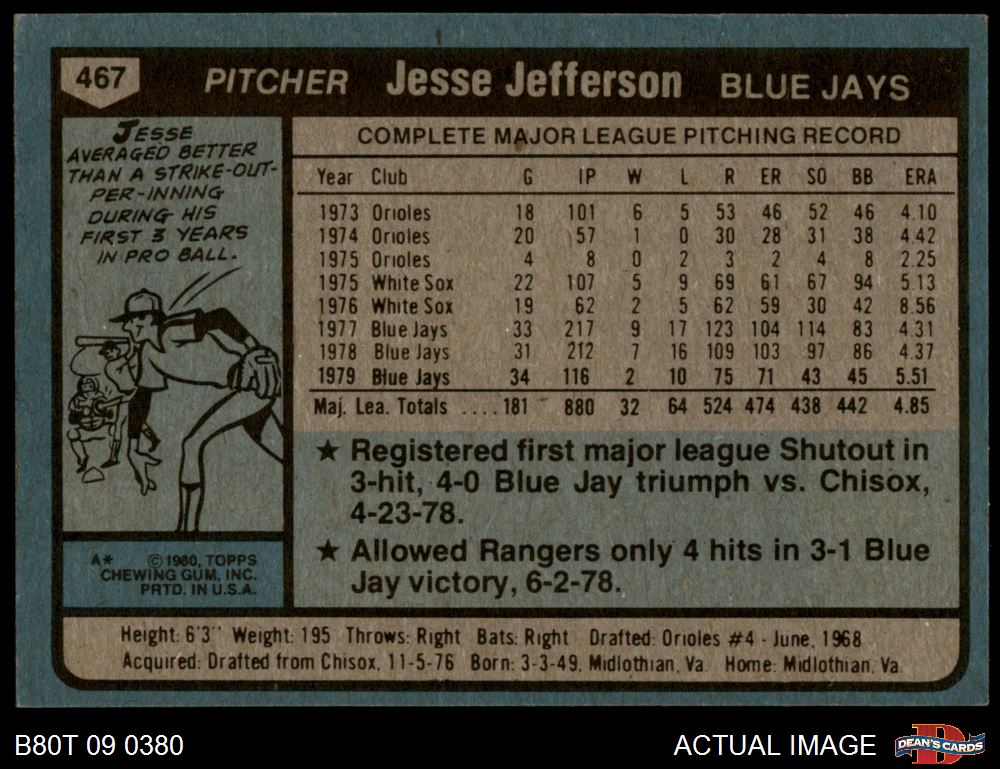 467 PITCHER Jesse Jefferson BLUE JAYS
JESSE
AVERAGED BETTER
THAN A STRIKE-OUT-
PER-INNING
DURING HIS
FIRST 3 YEARS
IN PRO BALL.
COMPLETE MAJOR LEAGUE PITCHING RECORD
Year Club G IP W L R ER SO BB ERA
1973 Orioles 18 101 6 5 53 46 52 46 4.10
1974 Orioles 20 57 1 0 30 28 31 38 4.42
1975 Orioles 4 8 0 2 3 2 4 8 2.25
1975 White Sox 22 107 5 9 69 61 67 94 5.13
1976 White Sox 19 62 2 5 62 59 30 42 8.56
1977 Blue Jays 33 217 9 17 123 104 114 83 4.31
1978 Blue Jays 31 212 7 16 109 103 97 86 4.37
1979 Blue Jays 34 116 2 10 75 71 43 45 5.51
Maj. Lea. Totals ....181 880 32 64 524 474 438 442 4.85
★ Registered first major league Shutout in
3-hit, 4-0 Blue Jay triumph vs. Chisox,
4-23-78.
★ Allowed Rangers only 4 hits in 3-1 Blue
Jay victory, 6-2-78.
A* © 1980, TOPPS
CHEWING GUM, INC.
PRTD. IN U.S.A.
Height: 6'3" Weight: 195 Throws: Right Bats: Right Drafted: Orioles #4 - June, 1968
Acquired: Drafted from Chisox, 11-5-76 Born: 3-3-49, Midlothian, Va. Home: Midlothian, Va.
B80T 09 0380 ACTUAL IMAGE DEAN'S CARDS